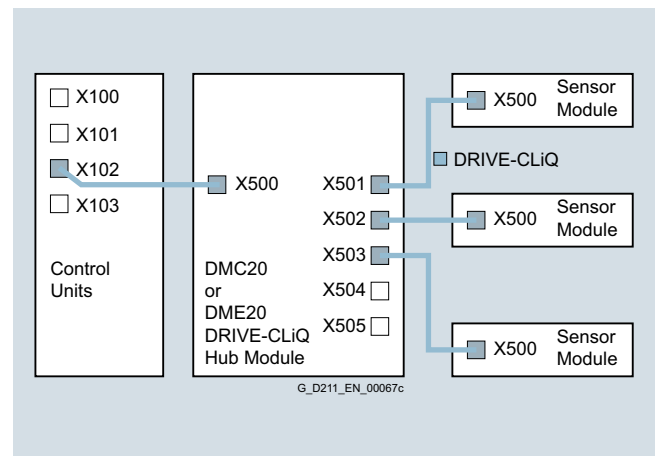 X100
X101
X102
X103
Control
Units
X500
X501
X502
X503
X504
X505
DMC20
or
DME20
DRIVE-CLiQ
Hub Module
X500
Sensor
Module
DRIVE-CLiQ
X500
Sensor
Module
X500
Sensor
Module
G_D211_EN_00067c